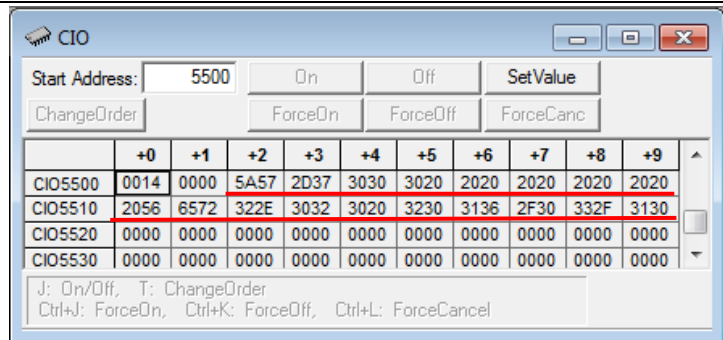 CIO
Start Address: 5500 On Off SetValue
ChangeOrder ForceOn ForceOff ForceCanc
+0 +1 +2 +3 +4 +5 +6 +7 +8 +9
CIO5500 0014 0000 5A57 2D37 3030 3020 2020 2020 2020 2020
CIO5510 2056 6572 322E 3032 3020 3230 3136 2F30 332F 3130
CIO5520 0000 0000 0000 0000 0000 0000 0000 0000 0000 0000
CIO5530 0000 0000 0000 0000 0000 0000 0000 0000 0000 0000
J: On/Off, T: ChangeOrder
Ctrl+J: ForceOn, Ctrl+K: ForceOff, Ctrl+L: ForceCancel